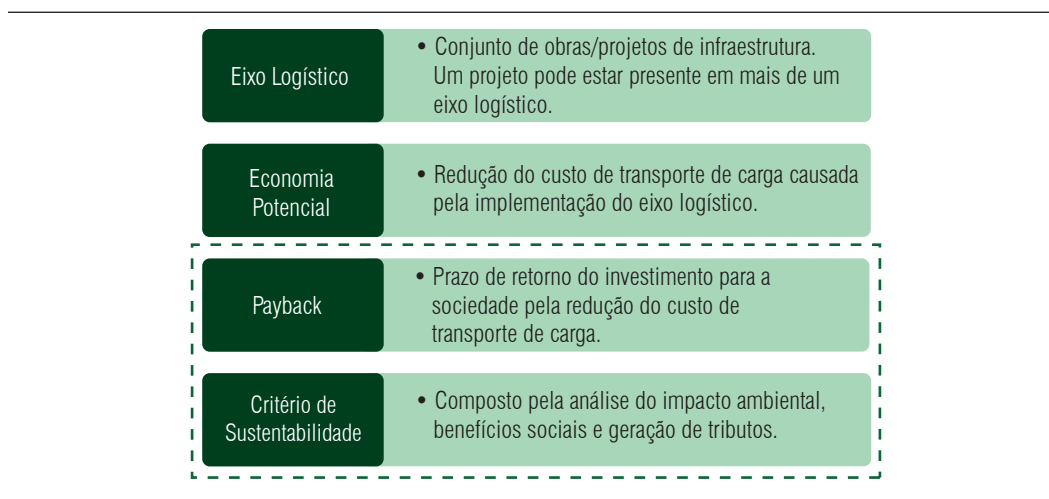 Eixo Logístico
• Conjunto de obras/projetos de infraestrutura.
Um projeto pode estar presente em mais de um
eixo logístico.
Economia
Potencial
• Redução do custo de transporte de carga causada
pela implementação do eixo logístico.
Payback
• Prazo de retorno do investimento para a
sociedade pela redução do custo de
transporte de carga.
Critério de
Sustentabilidade
• Composto pela análise do impacto ambiental,
benefícios sociais e geração de tributos.